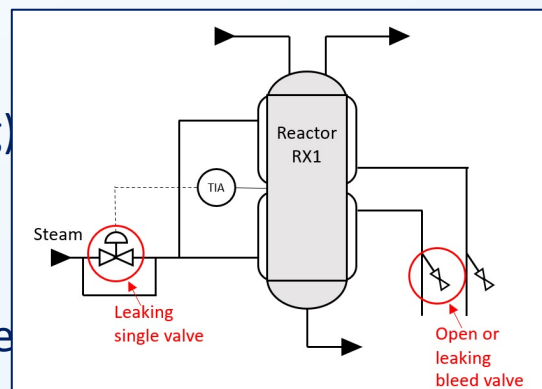 )
Reactor
RX1
TIA
Steam
Leaking
single valve
e
Open or
leaking
bleed valve